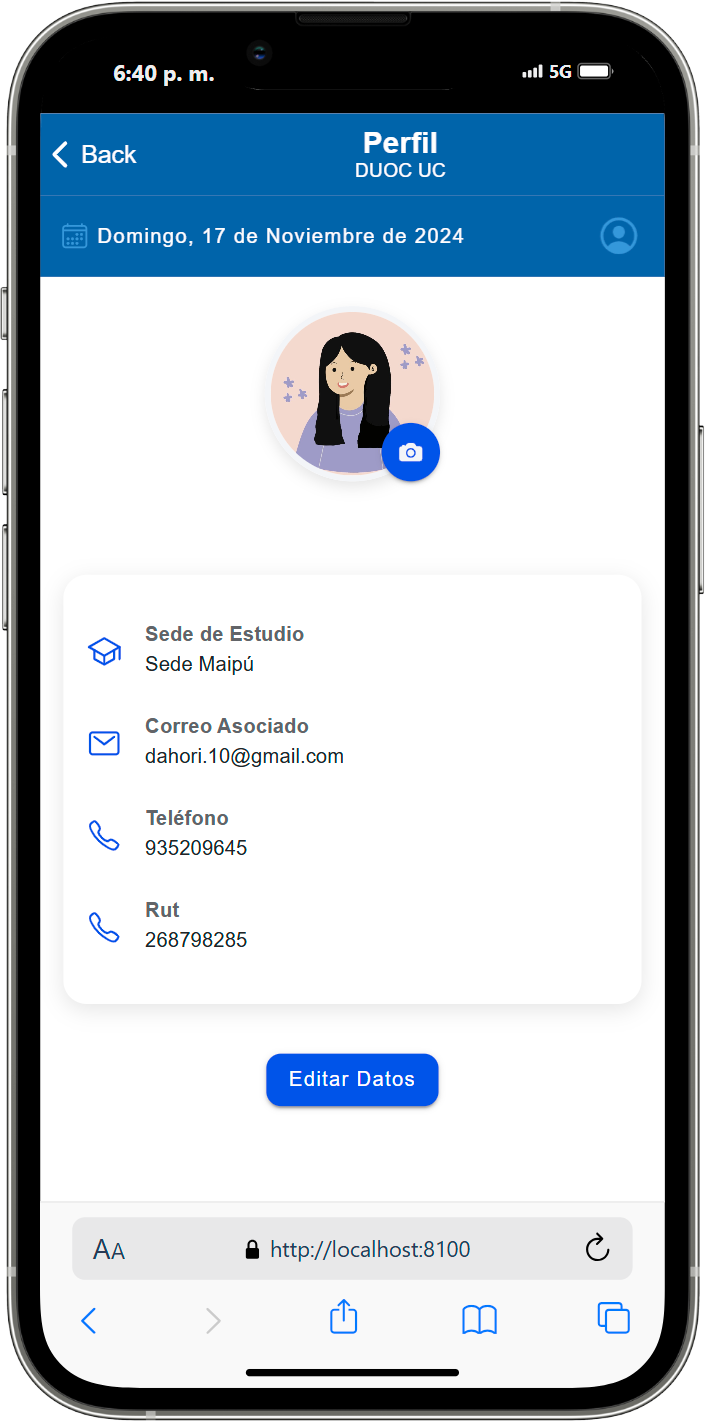 6:40 p. m.
5G
Back
Perfil
DUOC UC
Domingo, 17 de Noviembre de 2024
Sede de Estudio
Sede Maipú
Correo Asociado
dahori.10@gmail.com
Teléfono
935209645
Rut
268798285
Editar Datos
AA
http://localhost:8100